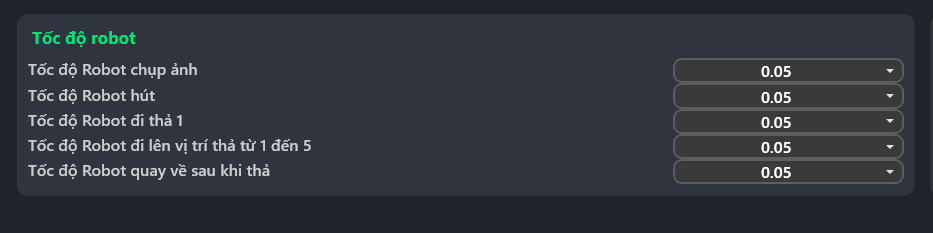 Tốc độ robot
Tốc độ Robot chụp ảnh 0.05
Tốc độ Robot hút 0.05
Tốc độ Robot đi thả 1 0.05
Tốc độ Robot đi lên vị trí thả từ 1 đến 5 0.05
Tốc độ Robot quay về sau khi thả 0.05